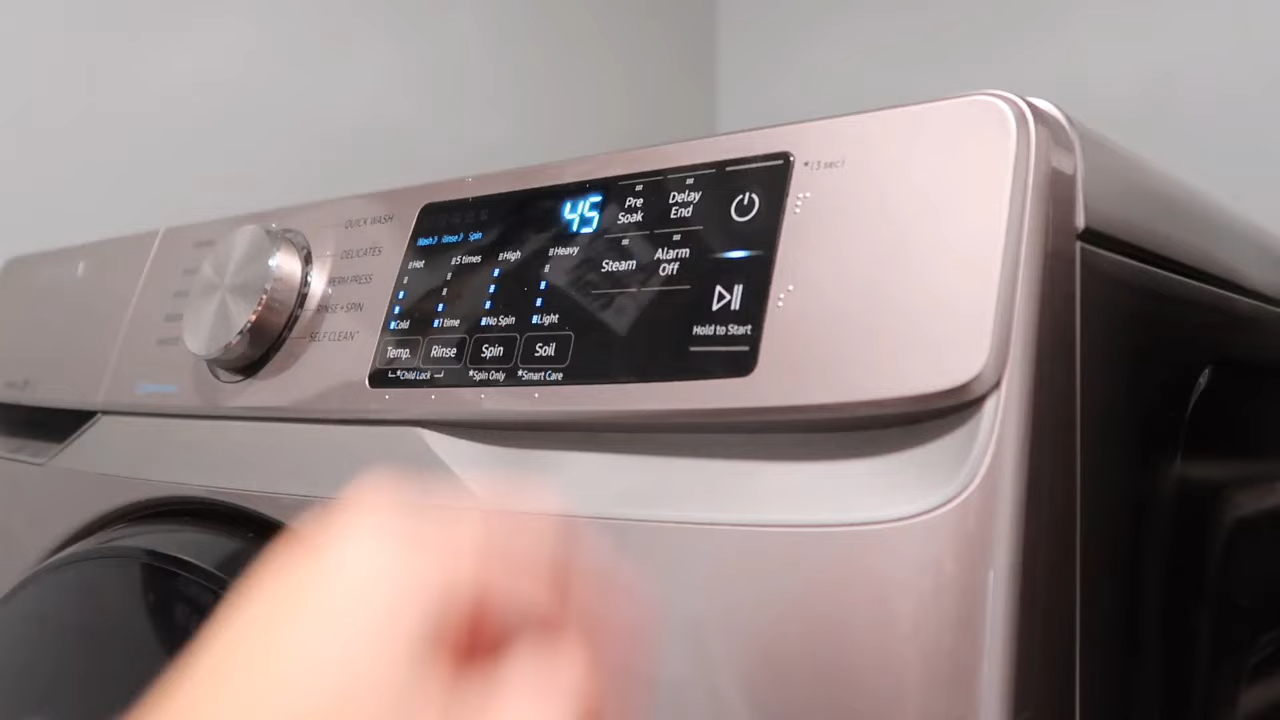 QUICK WASH
DELICATES
PERM PRESS
RINSE+SPIN
SELF CLEAN*
Wash Rinse Spin
45
Pre Soak
Delay End
Steam
Alarm Off
Hot
5 times
High
Heavy
Cold
1 time
No Spin
Light
Temp.
Rinse
Spin
Soil
*Child Lock
*Spin Only
*Smart Care
Hold to Start
*(3 sec)